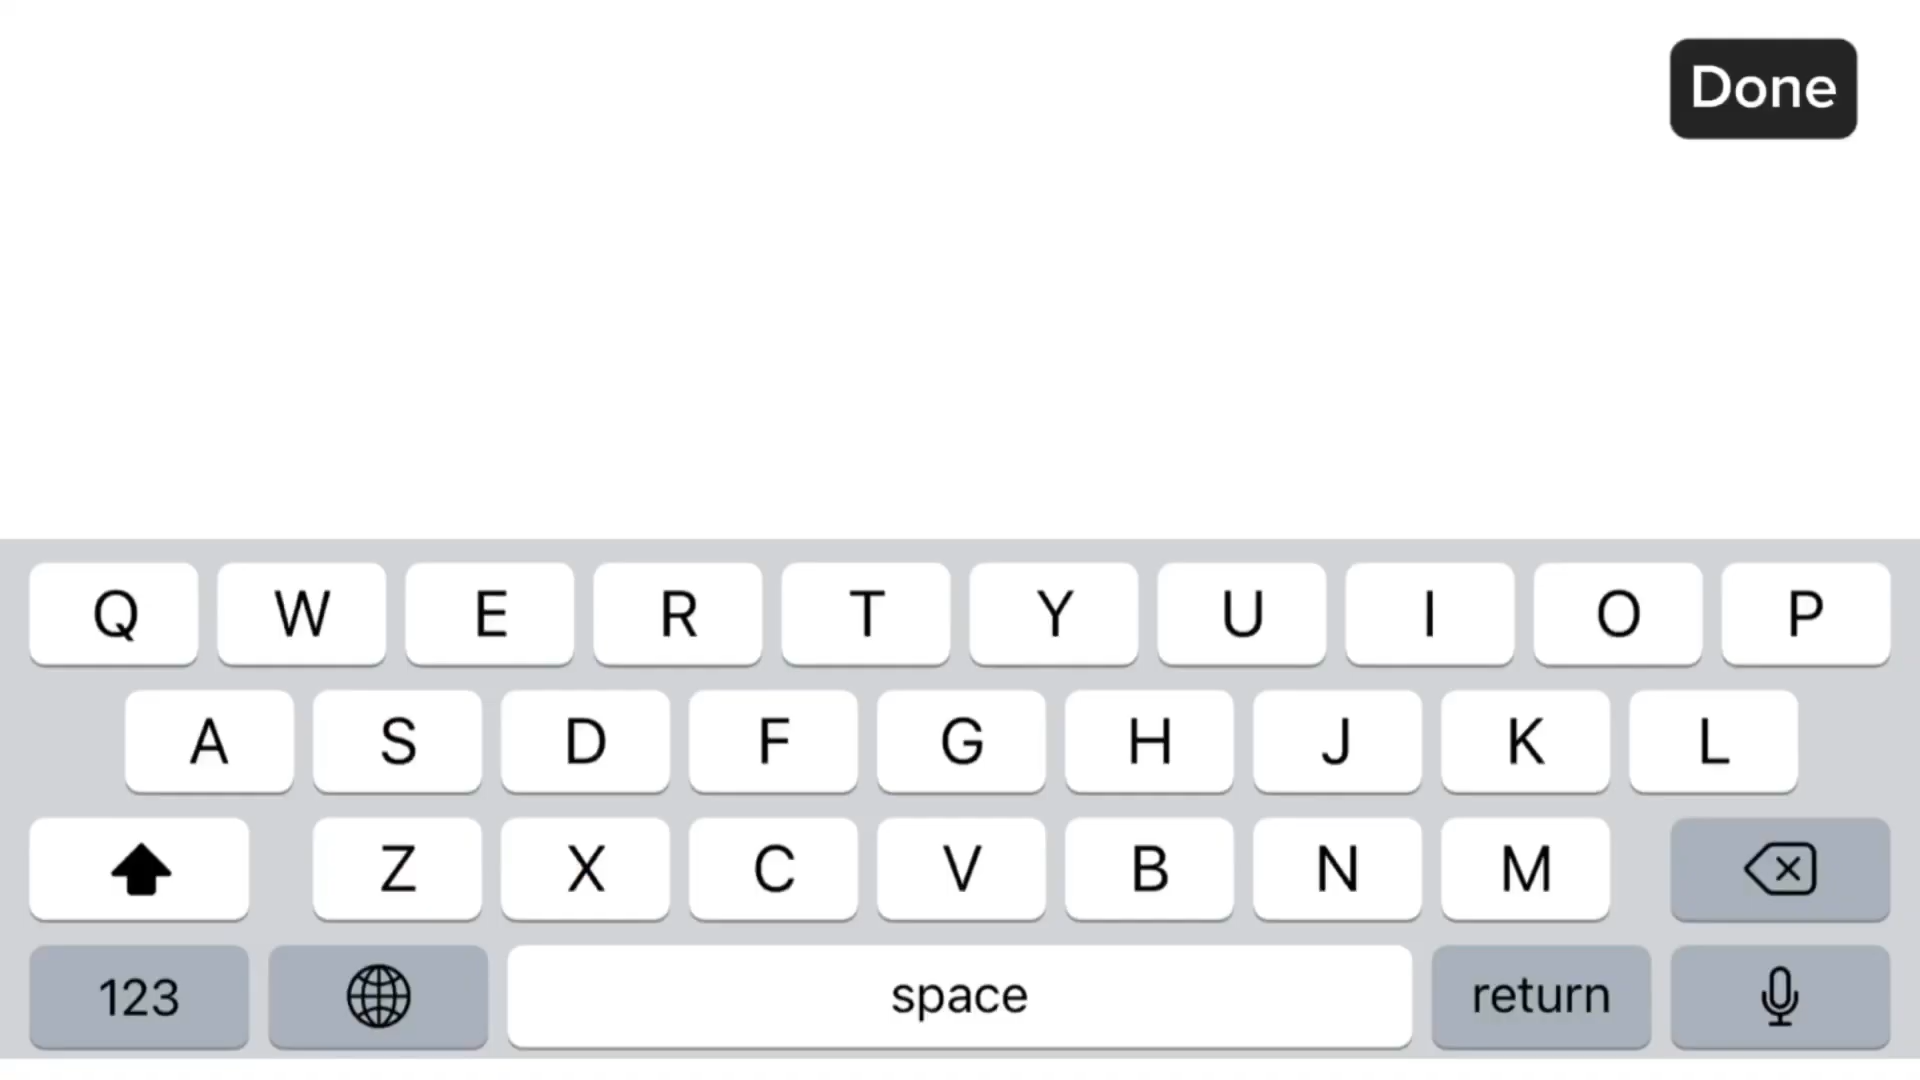 Done
Q W E R T Y U I O P
A S D F G H J K L
Z X C V B N M
123 space return